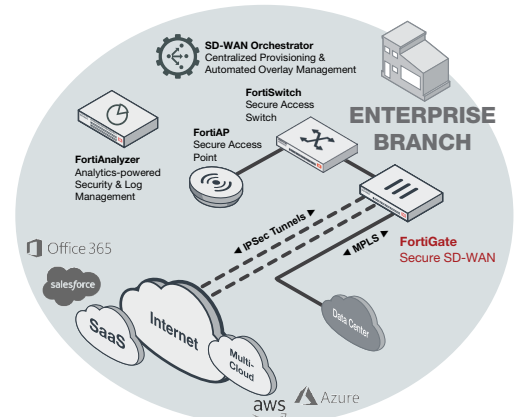 SD-WAN Orchestrator
Centralized Provisioning &
Automated Overlay Management
FortiSwitch
Secure Access
Switch
ENTERPRISE
BRANCH
FortiAP
Secure Access
Point
FortiAnalyzer
Analytics-powered
Security & Log
Management
◄ IPSec Tunnels ►
◄ MPLS ►
FortiGate
Secure SD-WAN
Office 365
salesforce
SaaS
Internet
Multi-
Cloud
Data Center
aws
Azure